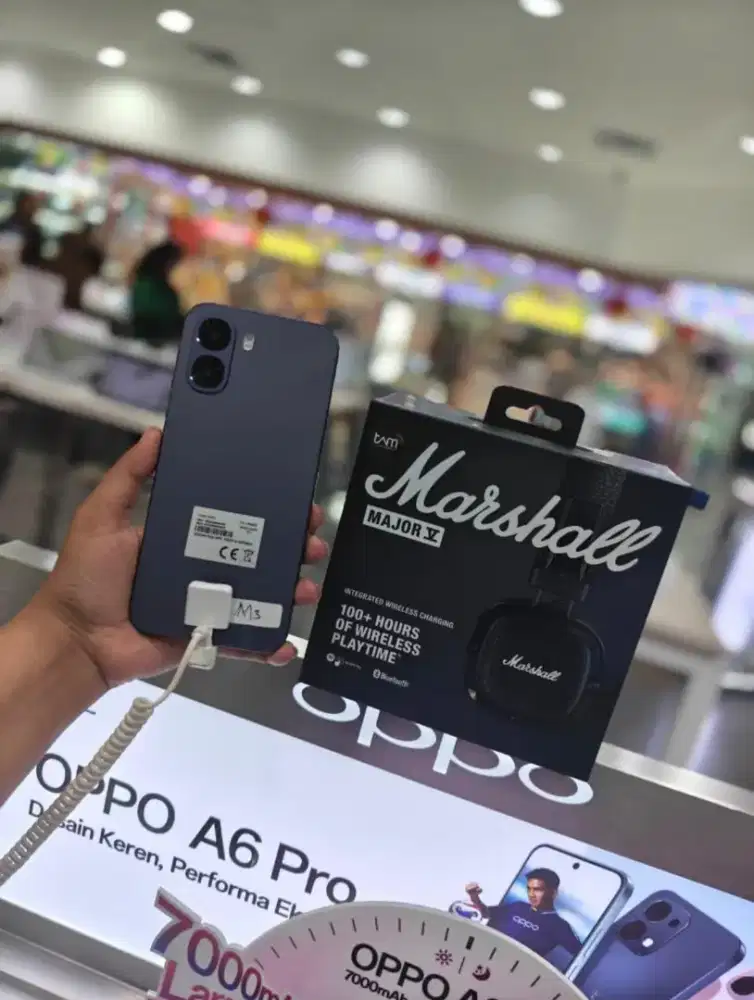 tam
Marshall
MAJOR V
INTEGRATED WIRELESS CHARGING
100+ HOURS
OF WIRELESS
PLAYTIME
Bluetooth
Marshall
CE
M3
oppo
OPPO A6 Pro
Desain Keren, Performa
oppo
7000m
OPPO A
7000mAh